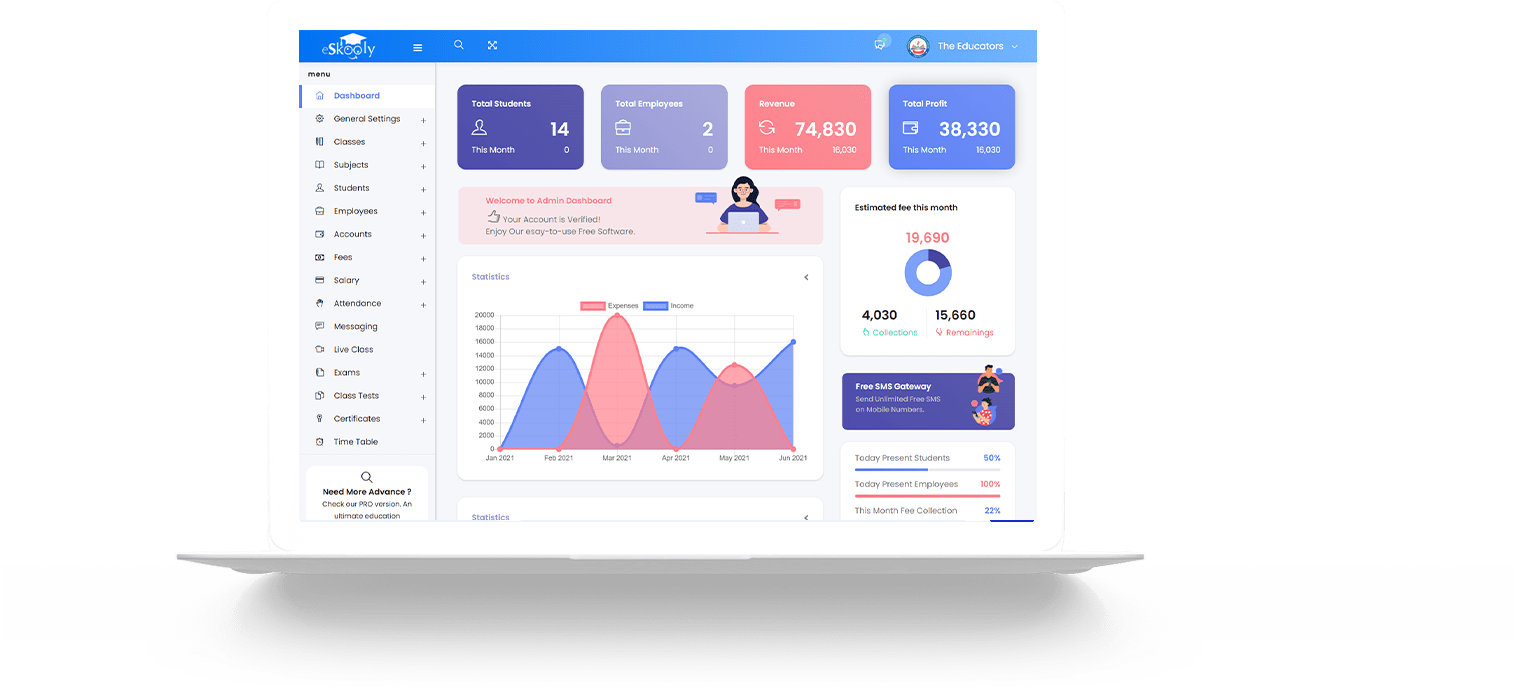 eSkooly
The Educators
menu
Dashboard
General Settings +
Classes +
Subjects +
Students +
Employees +
Accounts +
Fees +
Salary +
Attendance +
Messaging
Live Class
Exams +
Class Tests +
Certificates +
Time Table
Need More Advance ?
Check our PRO version. An
ultimate education
Total Students
14
This Month 0
Total Employees
2
This Month 0
Revenue
74,830
This Month 16,030
Total Profit
38,330
This Month 16,030
Welcome to Admin Dashboard
Your Account is Verified!
Enjoy Our esay-to-use Free Software.
Statistics
Expenses Income
20000
18000
16000
14000
12000
10000
8000
6000
4000
2000
0
Jan 2021 Feb 2021 Mar 2021 Apr 2021 May 2021 Jun 2021
Statistics
Estimated fee this month
19,690
4,030 15,660
Collections Remainings
Free SMS Gateway
Send Unlimited Free SMS
on Mobile Numbers.
Today Present Students 50%
Today Present Employees 100%
This Month Fee Collection 22%